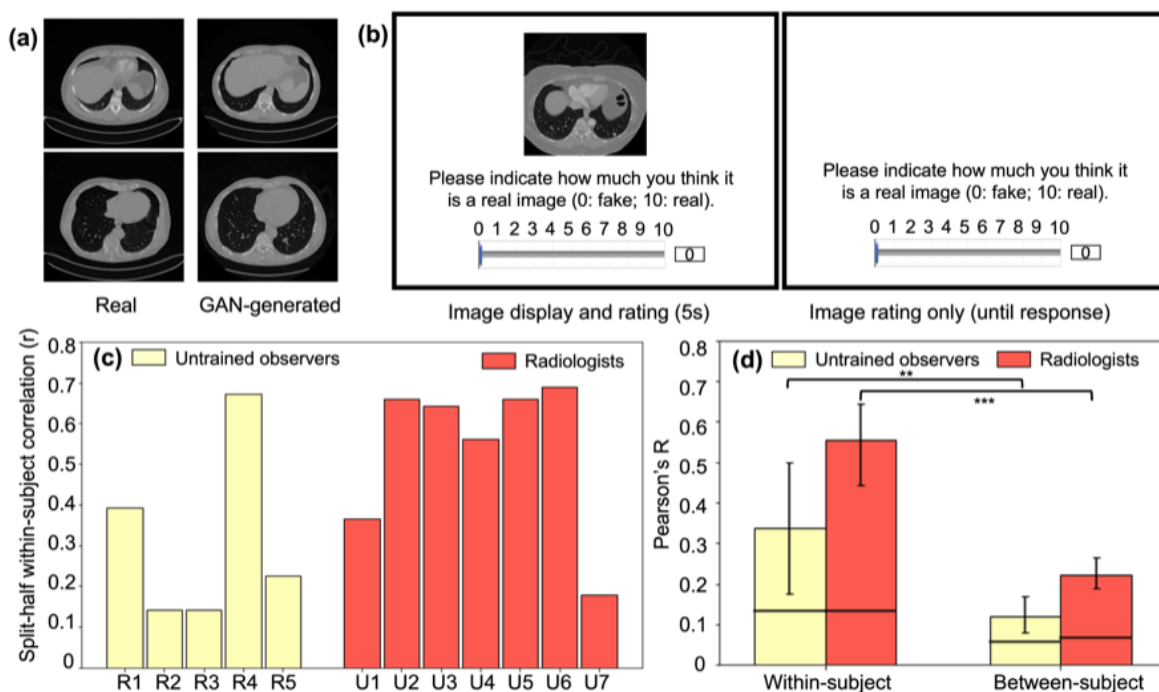 (a)
Real
GAN-generated
(b)
Please indicate how much you think it
is a real image (0: fake; 10: real).
0 1 2 3 4 5 6 7 8 9 10
0
Image display and rating (5s)
Please indicate how much you think it
is a real image (0: fake; 10: real).
0 1 2 3 4 5 6 7 8 9 10
0
Image rating only (until response)
(c)
Untrained observers
Radiologists
Split-half within-subject correlation (r)
0.8
0.7
0.6
0.5
0.4
0.3
0.2
0.1
0
R1 R2 R3 R4 R5 U1 U2 U3 U4 U5 U6 U7
(d)
Untrained observers
Radiologists
**
***
Pearson's R
0.8
0.7
0.6
0.5
0.4
0.3
0.2
0.1
0
Within-subject
Between-subject